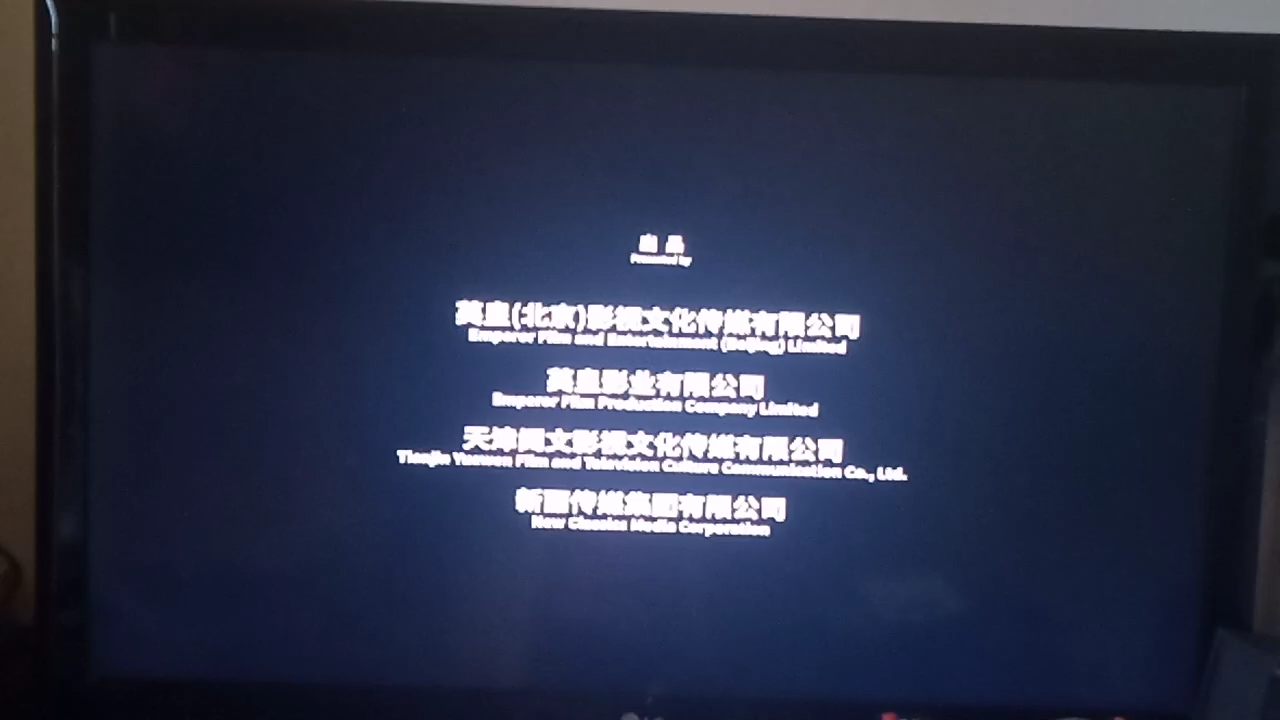 出品
Presented by
英皇(北京)影视文化传媒有限公司
Emperor Film and Entertainment (Beijing) Limited
英皇影业有限公司
Emperor Film Production Company Limited
天津阅文影视文化传媒有限公司
Tianjin Yuewen Film and Television Culture Communication Co., Ltd.
新丽传媒集团有限公司
New Classics Media Corporation